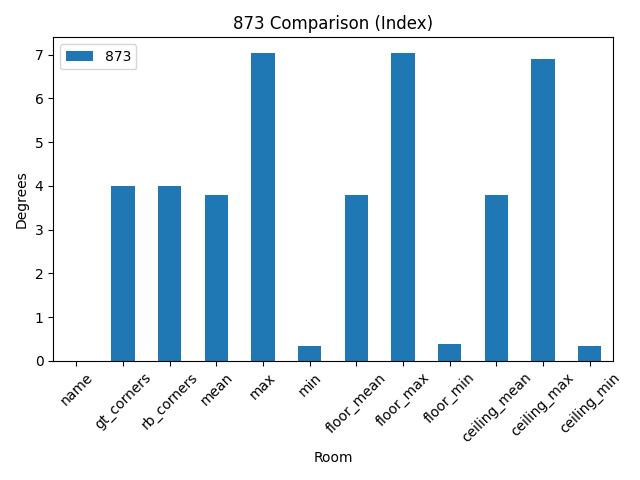 873 Comparison (Index)
873
Degrees
7
6
5
4
3
2
1
0
name
gt_corners
rb_corners
mean
max
min
floor_mean
floor_max
floor_min
ceiling_mean
ceiling_max
ceiling_min
Room